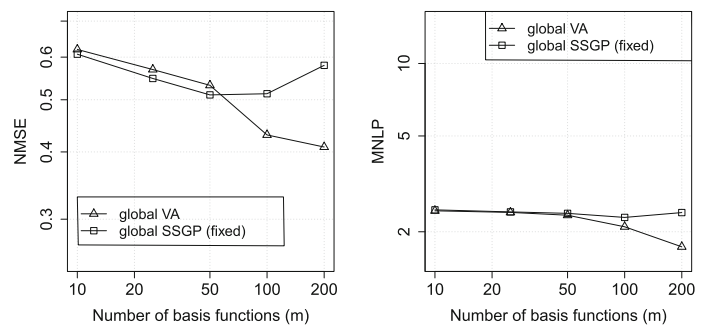 NMSE
0.6
0.5
0.4
0.3
global VA
global SSGP (fixed)
10 20 50 100 200
Number of basis functions (m)
MNLP
10
5
2
global VA
global SSGP (fixed)
10 20 50 100 200
Number of basis functions (m)